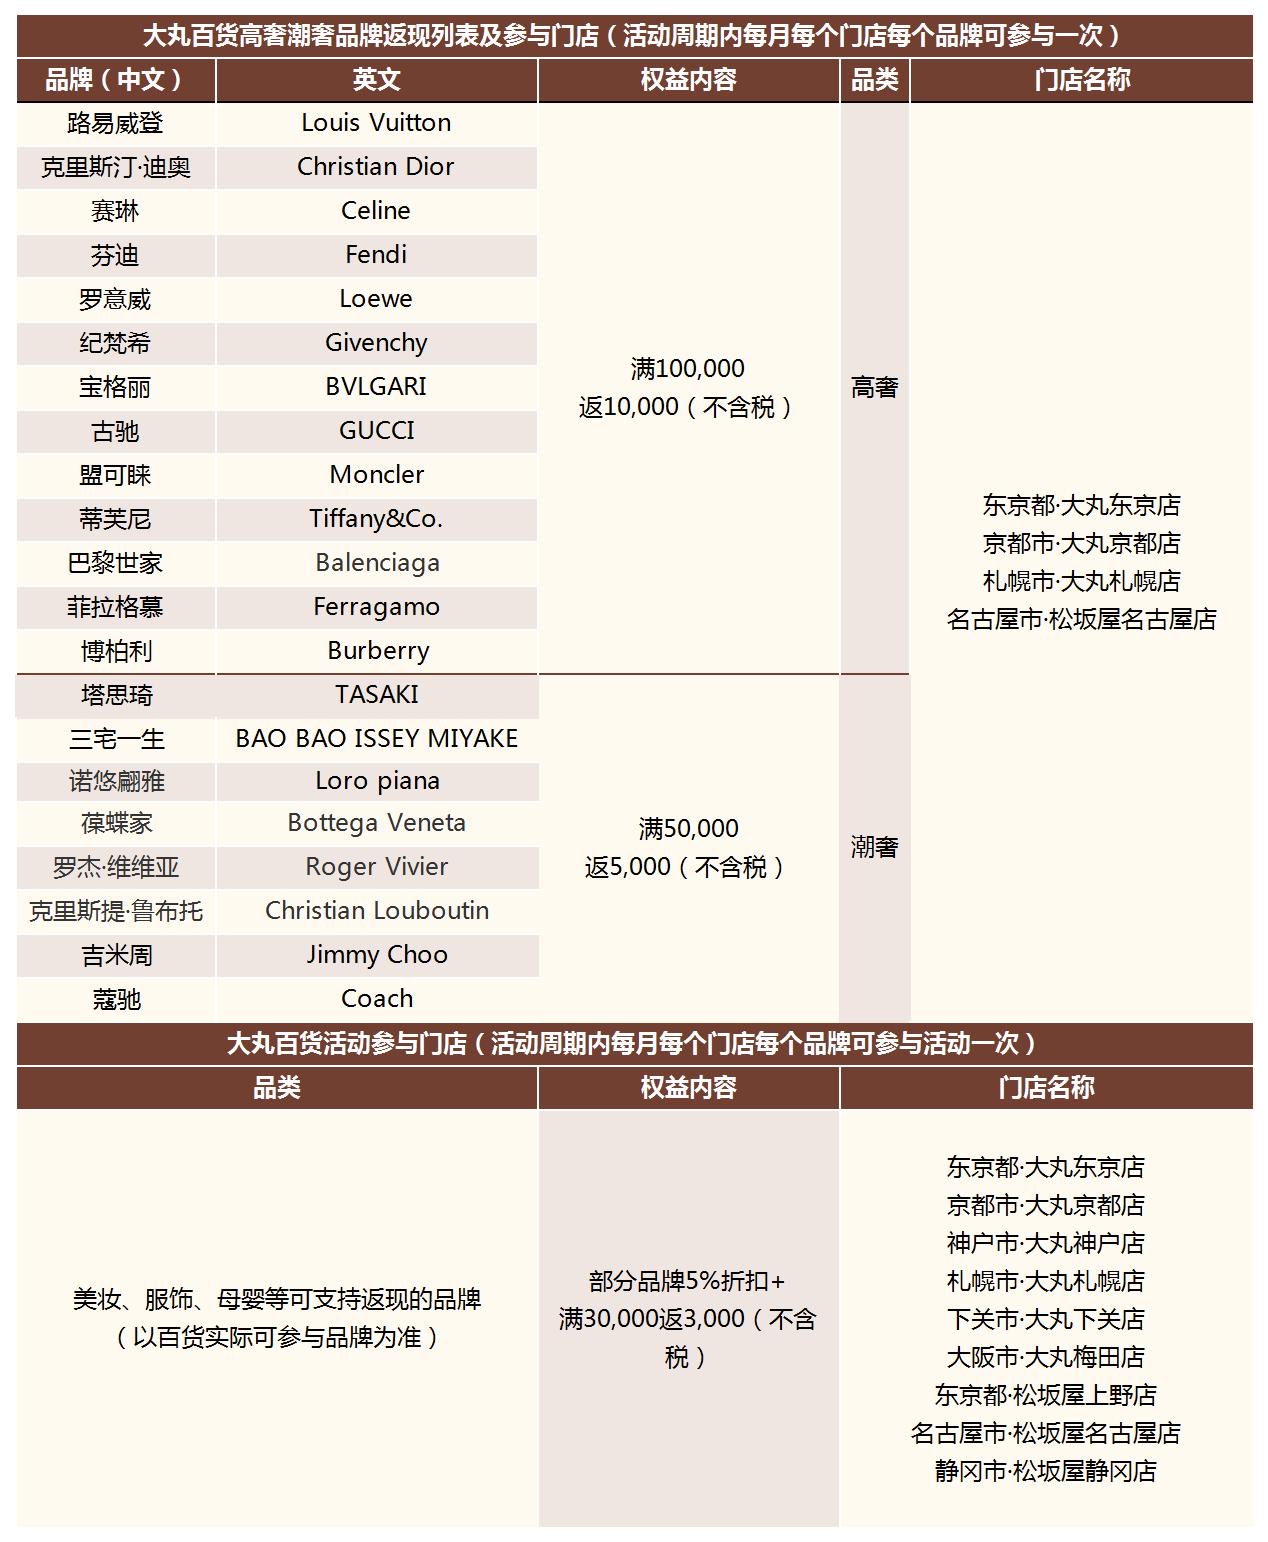 大丸百货高奢潮奢品牌返现列表及参与门店（活动周期内每月每个门店每个品牌可参与一次）
品牌（中文） 英文 权益内容 品类 门店名称
路易威登 Louis Vuitton
克里斯汀·迪奥 Christian Dior
赛琳 Celine
芬迪 Fendi
罗意威 Loewe
纪梵希 Givenchy
宝格丽 BVLGARI
古驰 GUCCI
盟可睐 Moncler
蒂芙尼 Tiffany&Co.
巴黎世家 Balenciaga
菲拉格慕 Ferragamo
博柏利 Burberry
满100,000
返10,000（不含税）
高奢
塔思琦 TASAKI
三宅一生 BAO BAO ISSEY MIYAKE
诺悠翩雅 Loro piana
葆蝶家 Bottega Veneta
罗杰·维维亚 Roger Vivier
克里斯提·鲁布托 Christian Louboutin
吉米周 Jimmy Choo
蔻驰 Coach
满50,000
返5,000（不含税）
潮奢
东京都·大丸东京店
京都市·大丸京都店
札幌市·大丸札幌店
名古屋市·松坂屋名古屋店
大丸百货活动参与门店（活动周期内每月每个门店每个品牌可参与活动一次）
品类 权益内容 门店名称
美妆、服饰、母婴等可支持返现的品牌
（以百货实际可参与品牌为准）
部分品牌5%折扣+
满30,000返3,000（不含
税）
东京都·大丸东京店
京都市·大丸京都店
神户市·大丸神户店
札幌市·大丸札幌店
下关市·大丸下关店
大阪市·大丸梅田店
东京都·松坂屋上野店
名古屋市·松坂屋名古屋店
静冈市·松坂屋静冈店